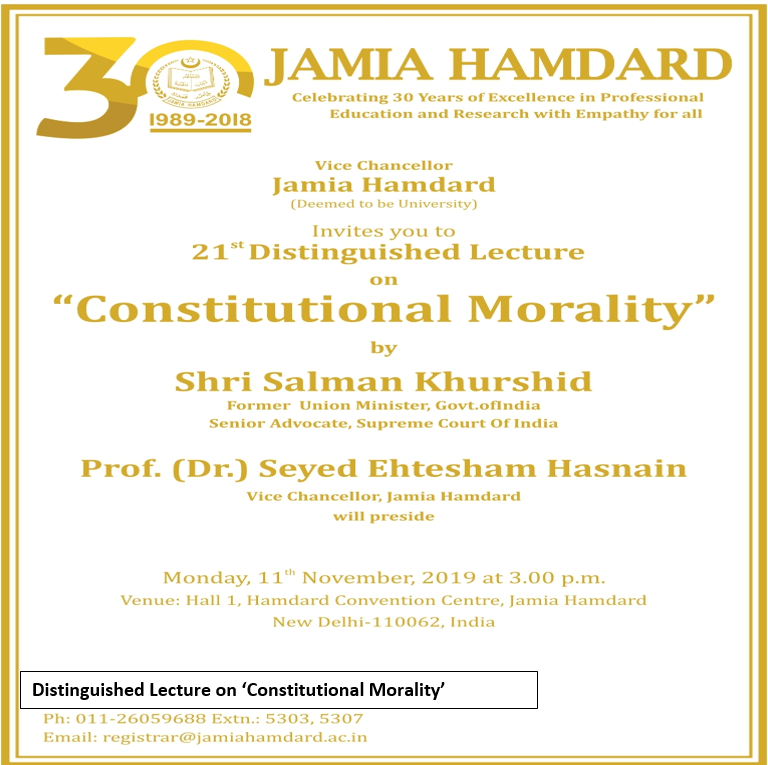 30
JAMIA HAMDARD
1989-2018
JAMIA HAMDARD
Celebrating 30 Years of Excellence in Professional
Education and Research with Empathy for all
Vice Chancellor
Jamia Hamdard
(Deemed to be University)
Invites you to
21st Distinguished Lecture
on
“Constitutional Morality”
by
Shri Salman Khurshid
Former Union Minister, Govt.ofIndia
Senior Advocate, Supreme Court Of India
Prof. (Dr.) Seyed Ehtesham Hasnain
Vice Chancellor, Jamia Hamdard
will preside
Monday, 11th November, 2019 at 3.00 p.m.
Venue: Hall 1, Hamdard Convention Centre, Jamia Hamdard
New Delhi-110062, India
Distinguished Lecture on ‘Constitutional Morality’
Ph: 011-26059688 Extn.: 5303, 5307
Email: registrar@jamiahamdard.ac.in